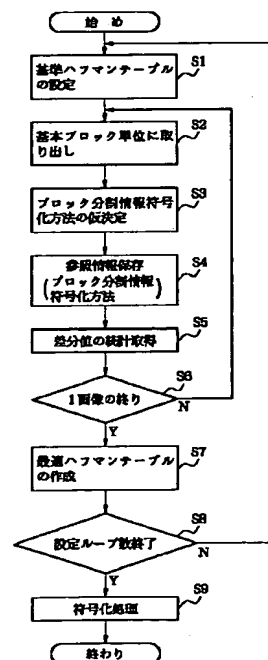 始 め
S1
基準ハフマンテーブル
の設定
S2
基本ブロック単位に取
り出し
S3
ブロック分割情報符号
化方法の仮決定
S4
参照情報保存
(ブロック分割情報
符号化方法)
S5
差分値の統計取得
S6
1画像の終り
N
Y
S7
最適ハフマンテーブル
の作成
S8
設定ループ数終了
N
Y
S9
符号化処理
終わり